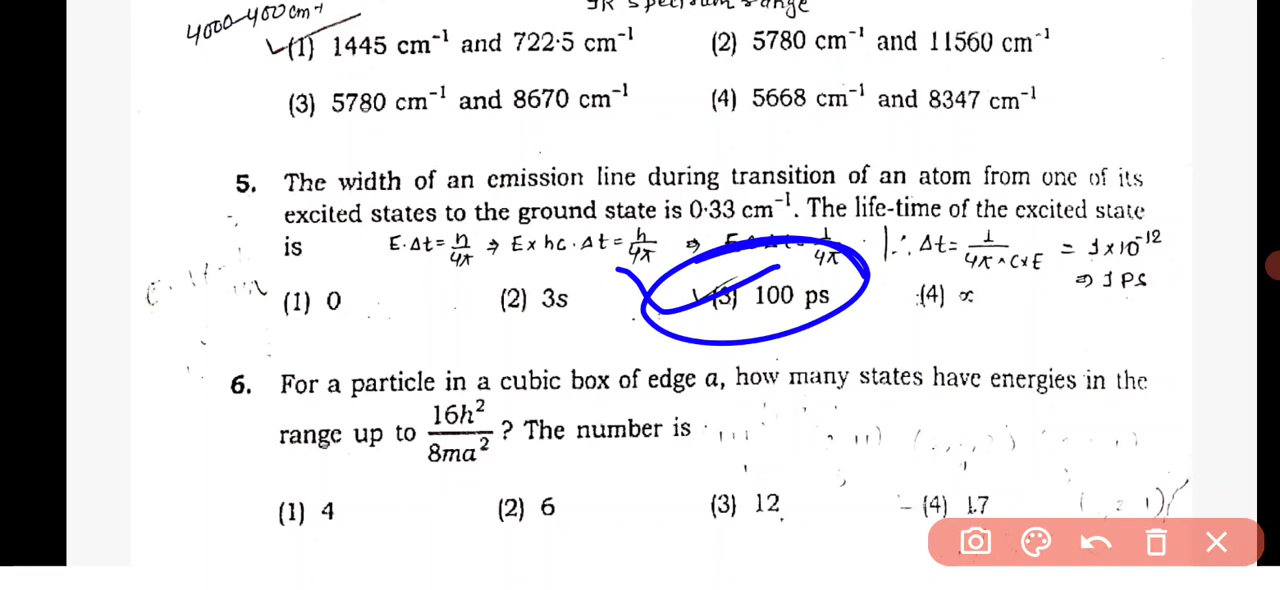 IR spectrum range
4000-400 cm⁻¹
(1) 1445 cm⁻¹ and 722·5 cm⁻¹ (2) 5780 cm⁻¹ and 11560 cm⁻¹
(3) 5780 cm⁻¹ and 8670 cm⁻¹ (4) 5668 cm⁻¹ and 8347 cm⁻¹
5. The width of an emission line during transition of an atom from one of its
excited states to the ground state is 0·33 cm⁻¹. The life-time of the excited state
is E·Δt = h/4π ⇒ E×hc·Δt = h/4π ⇒ 1/4π ∴ Δt = 1/4π×C×E = 1×10⁻¹²
⇒ 1 PS
(1) 0 (2) 3s (3) 100 ps (4) ∝
6. For a particle in a cubic box of edge a, how many states have energies in the
range up to 16h²/8ma² ? The number is
(1) 4 (2) 6 (3) 12 (4) 17